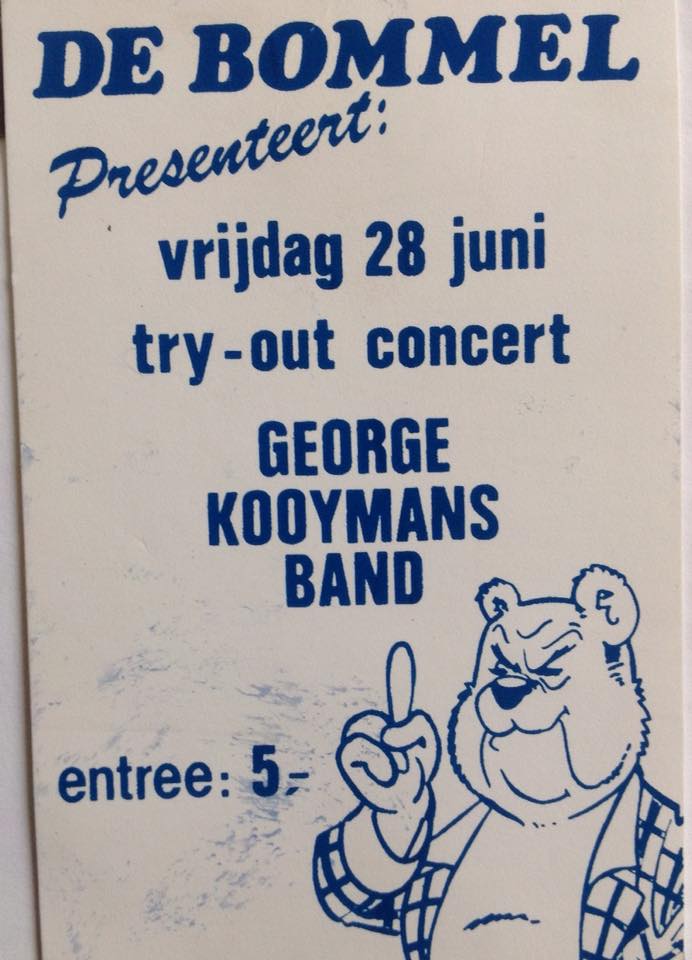 DE BOMMEL
Presenteert:
vrijdag 28 juni
try-out concert
GEORGE
KOOYMANS
BAND
entree: 5,-